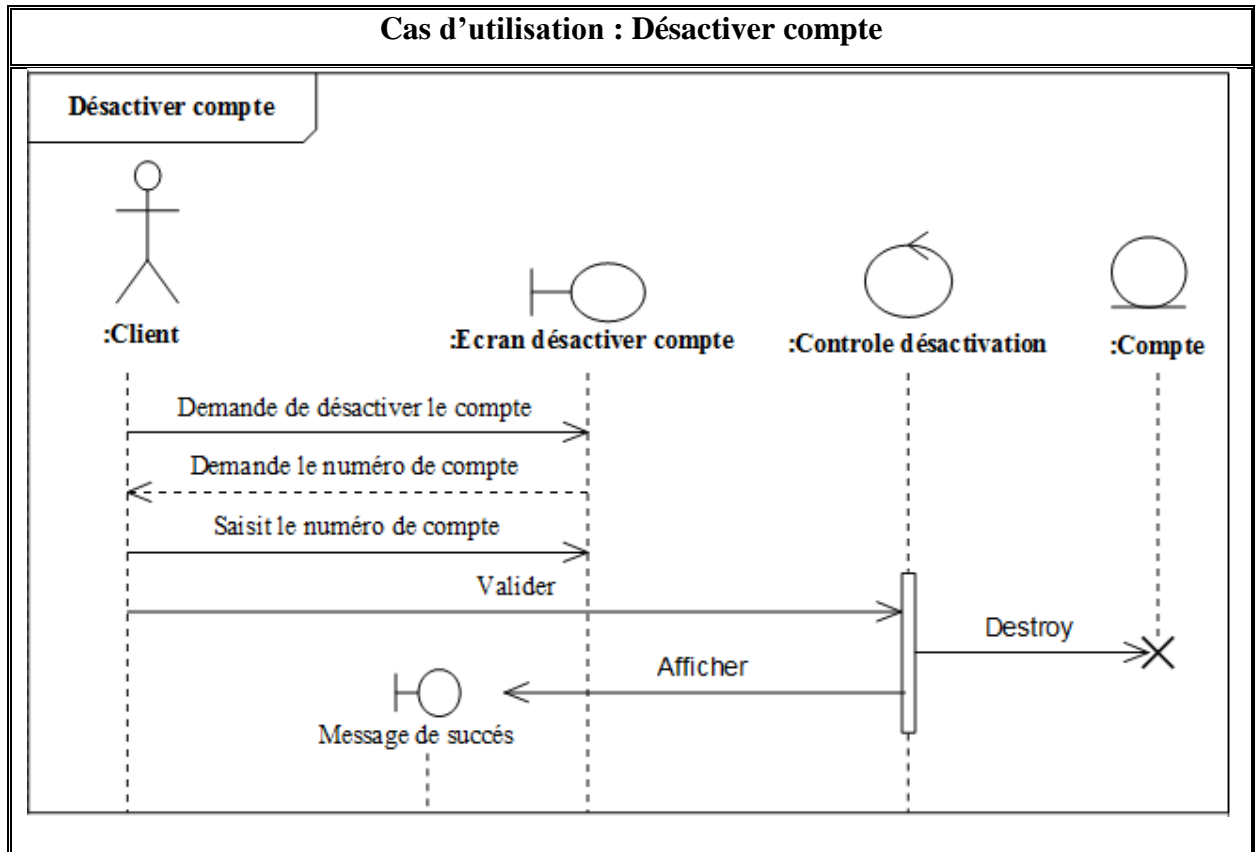 Cas d’utilisation : Désactiver compte
Désactiver compte
:Client
:Ecran désactiver compte
:Controle désactivation
:Compte
Demande de désactiver le compte
Demande le numéro de compte
Saisit le numéro de compte
Valider
Destroy
Afficher
Message de succés